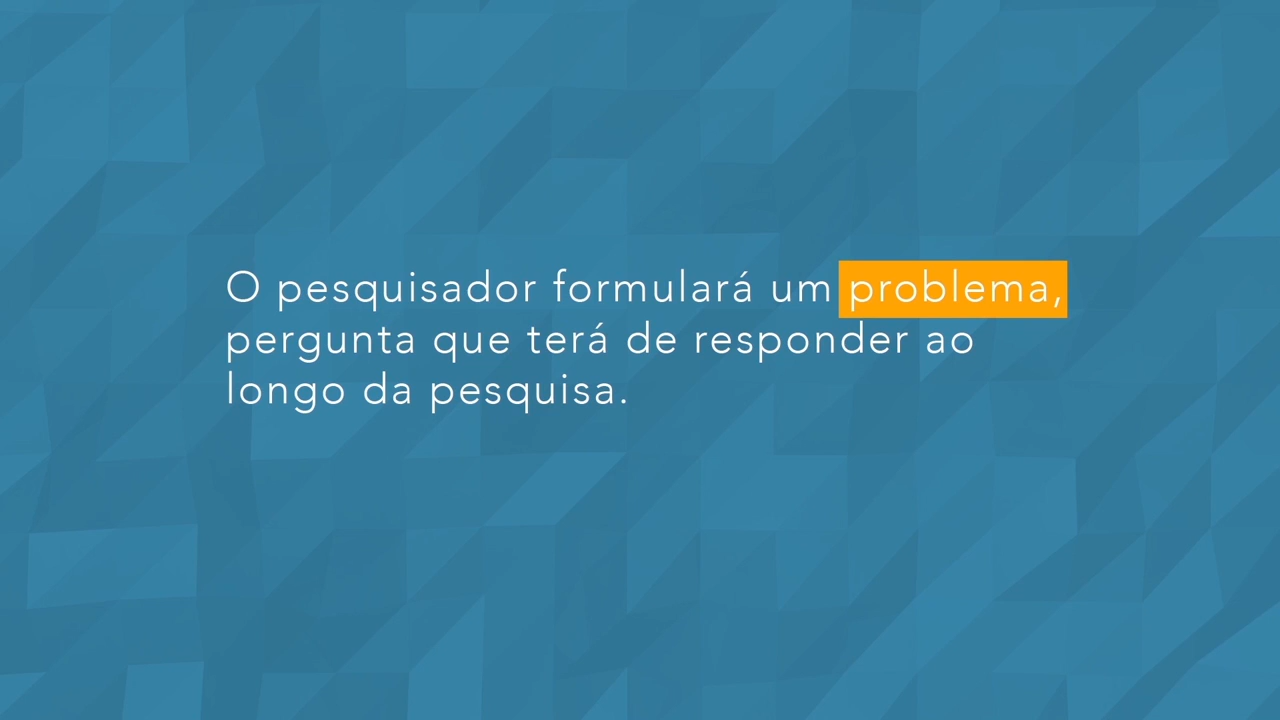 O pesquisador formulará um problema,
pergunta que terá de responder ao
longo da pesquisa.